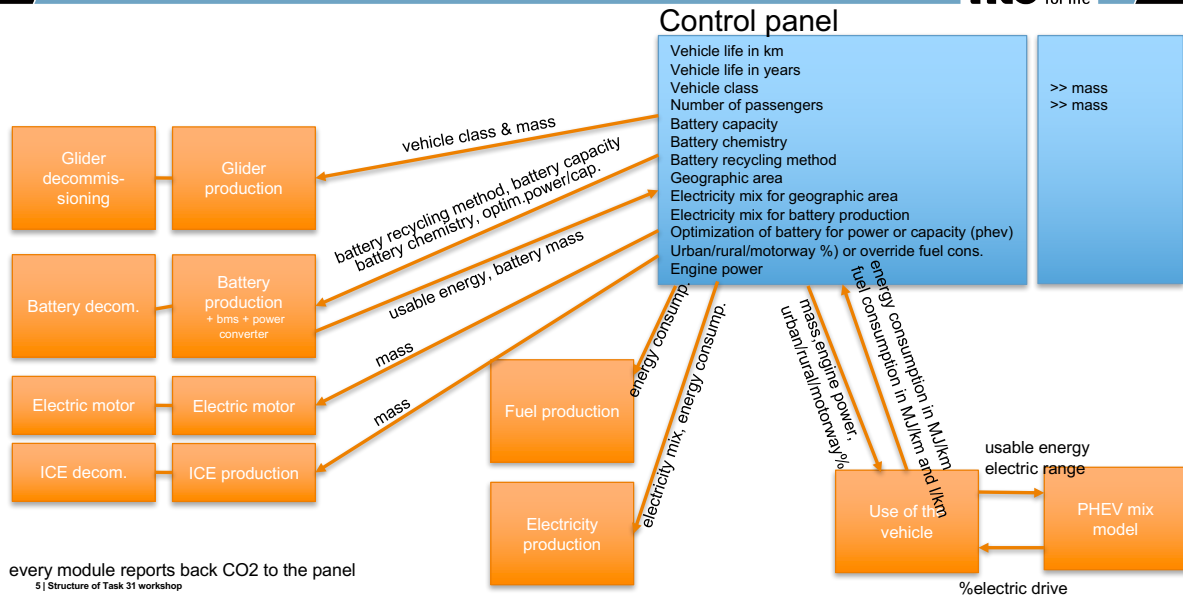 for life
Control panel
Vehicle life in km
Vehicle life in years
Vehicle class
Number of passengers
Battery capacity
Battery chemistry
Battery recycling method
Geographic area
Electricity mix for geographic area
Electricity mix for battery production
Optimization of battery for power or capacity (phev)
Urban/rural/motorway %) or override fuel cons.
Engine power
>> mass
>> mass
vehicle class & mass
Glider
decommis-
sioning
Glider
production
battery recycling method, battery capacity
battery chemistry, optim.power/cap.
usable energy, battery mass
Battery decom.
Battery
production
+ bms + power
converter
mass
mass
Electric motor
Electric motor
ICE decom.
ICE production
energy consump.
Fuel production
electricity mix, energy consump.
Electricity
production
mass,engine power,
urban/rural/motorway%
energy consumption in MJ/km
fuel consumption in MJ/km and l/km
Use of the
vehicle
usable energy
electric range
PHEV mix
model
%electric drive
every module reports back CO2 to the panel
5 | Structure of Task 31 workshop